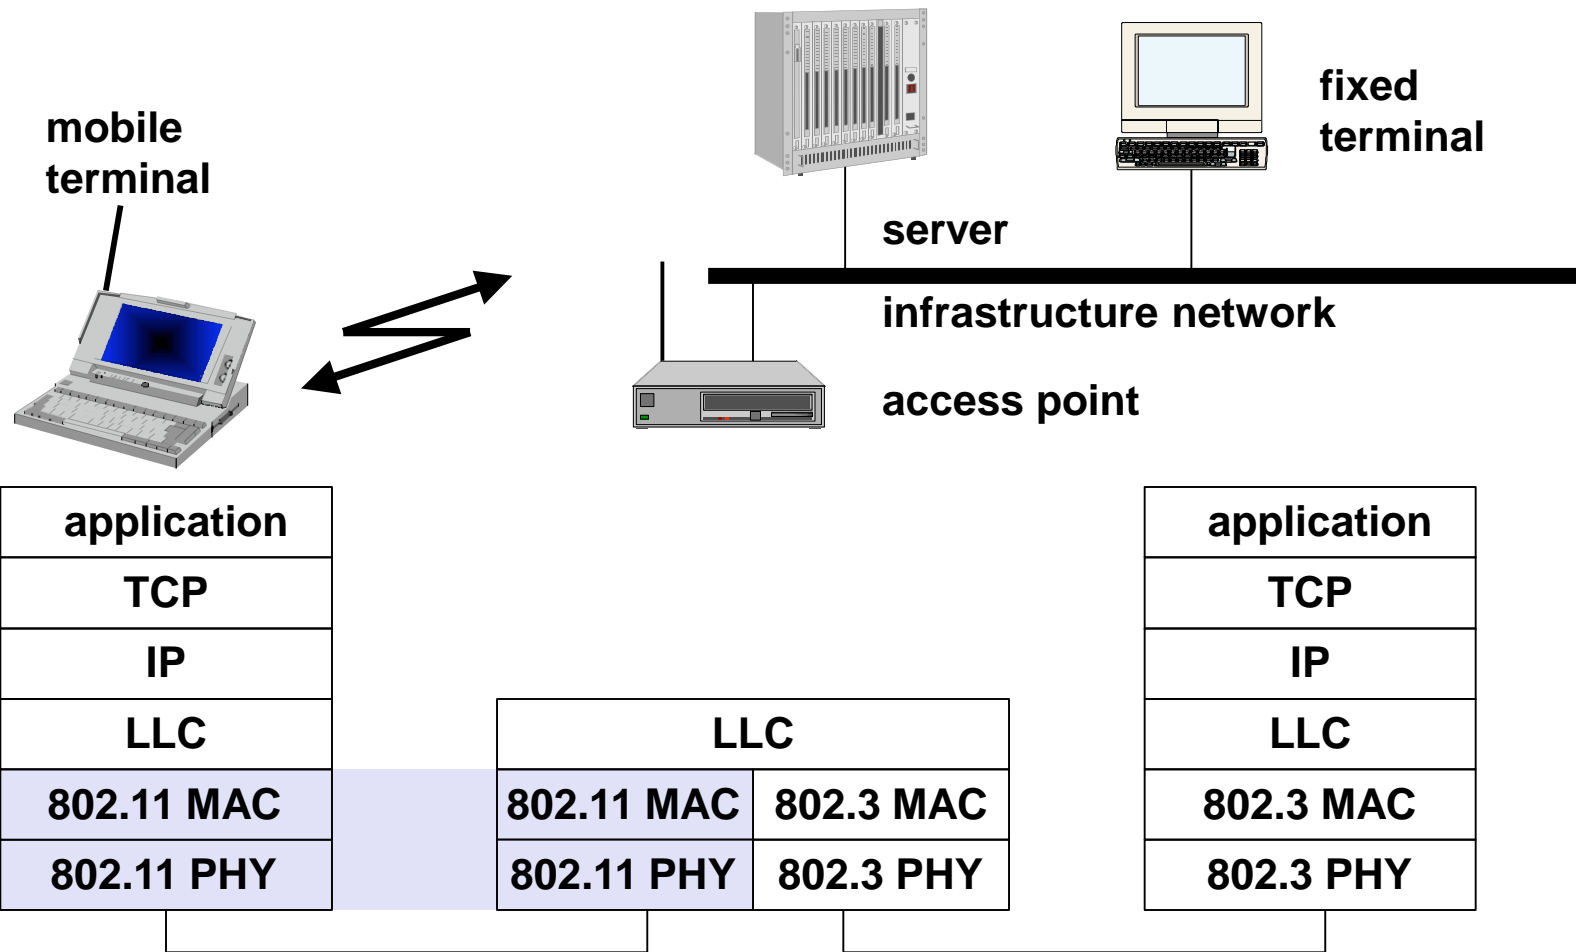 mobile
terminal
fixed
terminal
server
infrastructure network
access point
application
TCP
IP
LLC
802.11 MAC
802.11 PHY
LLC
802.11 MAC
802.3 MAC
802.11 PHY
802.3 PHY
application
TCP
IP
LLC
802.3 MAC
802.3 PHY